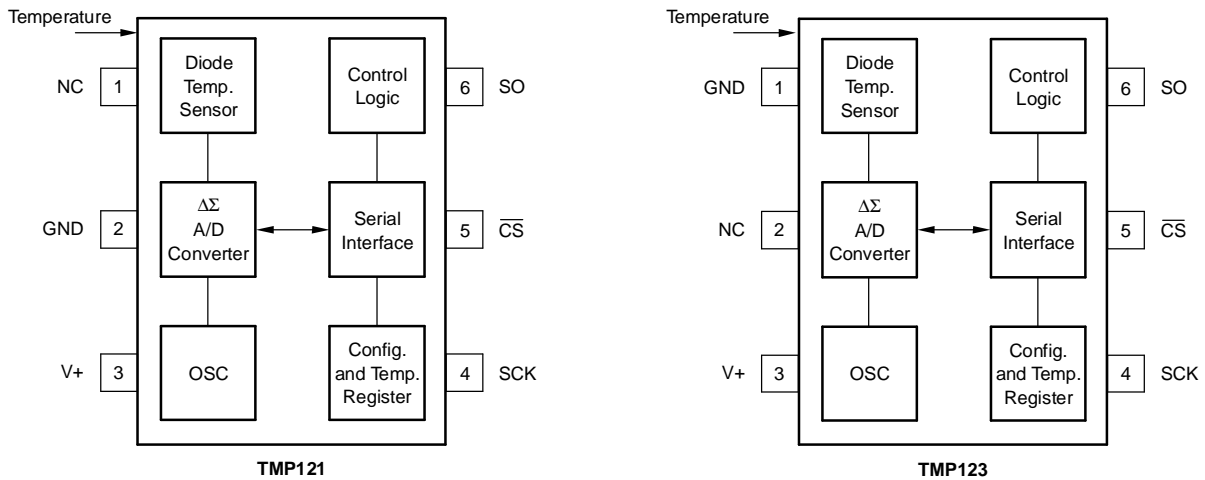 Temperature
NC
1
Diode
Temp.
Sensor
Control
Logic
6
SO
GND
2
ΔΣ
A/D
Converter
Serial
Interface
5
C̅S̅
V+
3
OSC
Config.
and Temp.
Register
4
SCK
TMP121
Temperature
GND
1
Diode
Temp.
Sensor
Control
Logic
6
SO
NC
2
ΔΣ
A/D
Converter
Serial
Interface
5
C̅S̅
V+
3
OSC
Config.
and Temp.
Register
4
SCK
TMP123